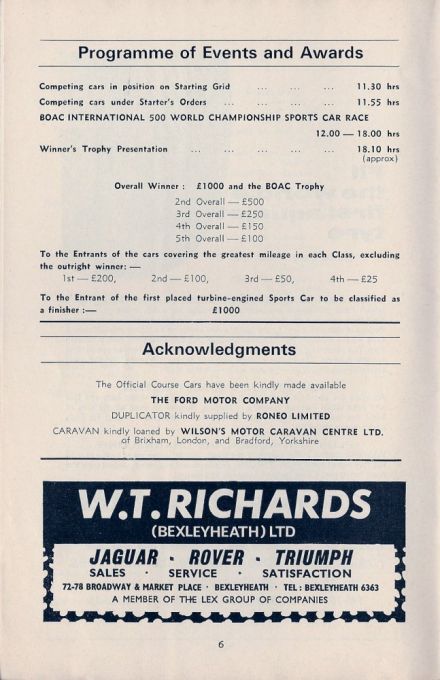 Programme of Events and Awards
Competing cars in position on Starting Grid ... ... ... 11.30 hrs
Competing cars under Starter's Orders ... ... ... ... 11.55 hrs
BOAC INTERNATIONAL 500 WORLD CHAMPIONSHIP SPORTS CAR RACE
12.00 — 18.00 hrs
Winner's Trophy Presentation ... ... ... ... ... 18.10 hrs
(approx)
Overall Winner : £1000 and the BOAC Trophy
2nd Overall — £500
3rd Overall — £250
4th Overall — £150
5th Overall — £100
To the Entrants of the cars covering the greatest mileage in each Class, excluding
the outright winner: —
1st — £200, 2nd — £100, 3rd — £50, 4th — £25
To the Entrant of the first placed turbine-engined Sports Car to be classified as
a finisher :— £1000
Acknowledgments
The Official Course Cars have been kindly made available
THE FORD MOTOR COMPANY
DUPLICATOR kindly supplied by RONEO LIMITED
CARAVAN kindly loaned by WILSON'S MOTOR CARAVAN CENTRE LTD.
of Brixham, London, and Bradford, Yorkshire
W.T. RICHARDS
(BEXLEYHEATH) LTD
JAGUAR · ROVER · TRIUMPH
SALES · SERVICE · SATISFACTION
72-78 BROADWAY & MARKET PLACE · BEXLEYHEATH · TEL : BEXLEYHEATH 6363
A MEMBER OF THE LEX GROUP OF COMPANIES
6